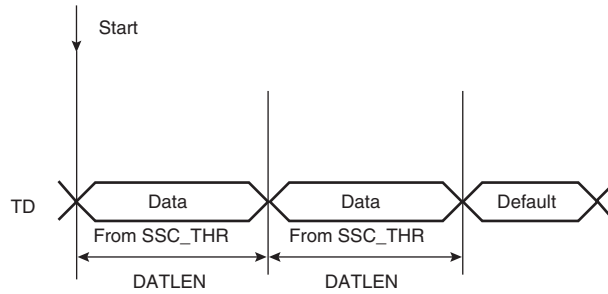 Start
TD
Data
Data
Default
From SSC_THR
From SSC_THR
DATLEN
DATLEN